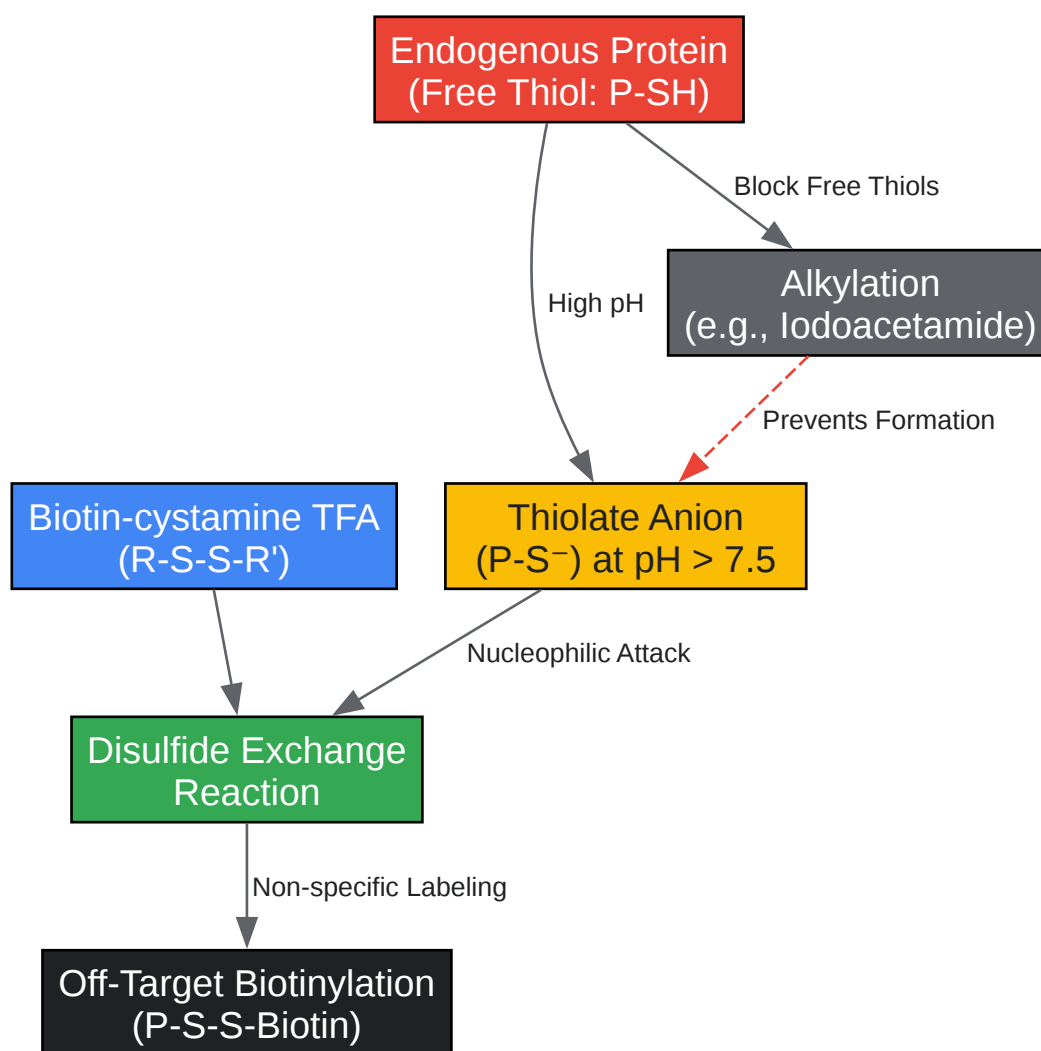 Endogenous Protein
(Free Thiol: P-SH)
Block Free Thiols
Alkylation
(e.g., Iodoacetamide)
High pH
Prevents Formation
Biotin-cystamine TFA
(R-S-S-R')
Thiolate Anion
(P-S⁻) at pH > 7.5
Nucleophilic Attack
Disulfide Exchange
Reaction
Non-specific Labeling
Off-Target Biotinylation
(P-S-S-Biotin)